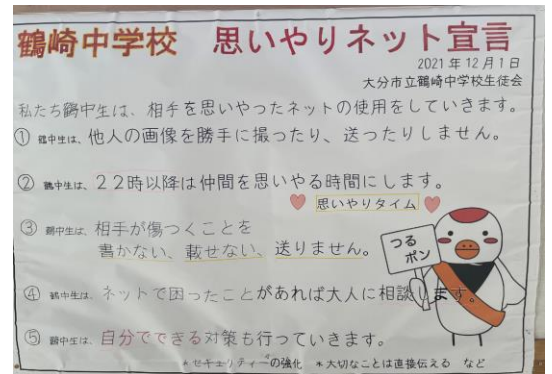 鶴崎中学校 思いやりネット宣言
2021年12月1日
大分市立鶴崎中学校生徒会
私たち鶴中生は、相手を思いやったネットの使用をしていきます。
① 鶴中生は、他人の画像を勝手に撮ったり、送ったりしません。
② 鶴中生は、22時以降は仲間を思いやる時間にします。
思いやりタイム
③ 鶴中生は、相手が傷つくことを
書かない、載せない、送りません。
つる
ポン
④ 鶴中生は、ネットで困ったことがあれば大人に相談します。
⑤ 鶴中生は、自分でできる対策も行っていきます。
*セキュリティーの強化 *大切なことは直接伝える など